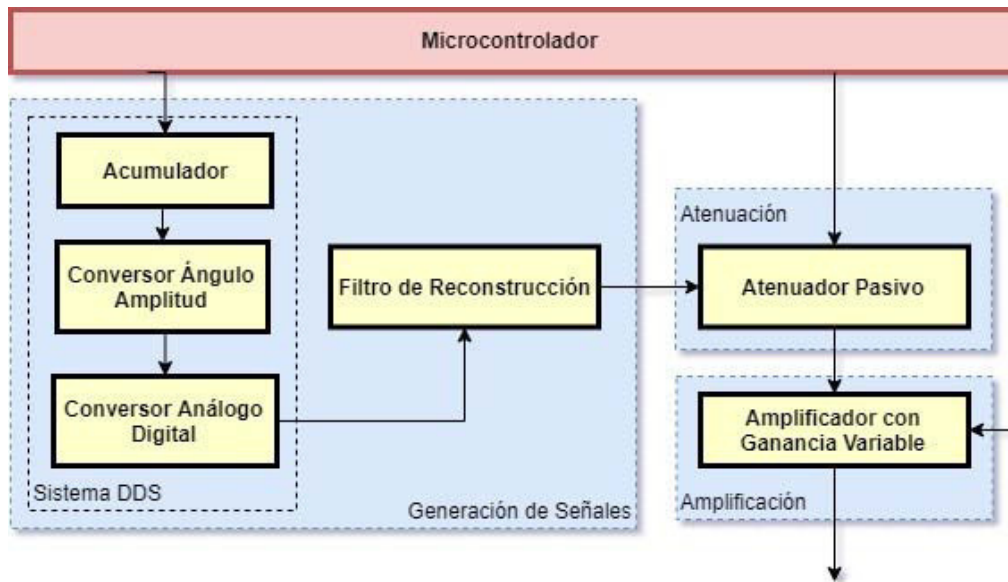 Microcontrolador
Acumulador
Conversor Ángulo
Amplitud
Conversor Análogo
Digital
Sistema DDS
Filtro de Reconstrucción
Generación de Señales
Atenuación
Atenuador Pasivo
Amplificador con
Ganancia Variable
Amplificación